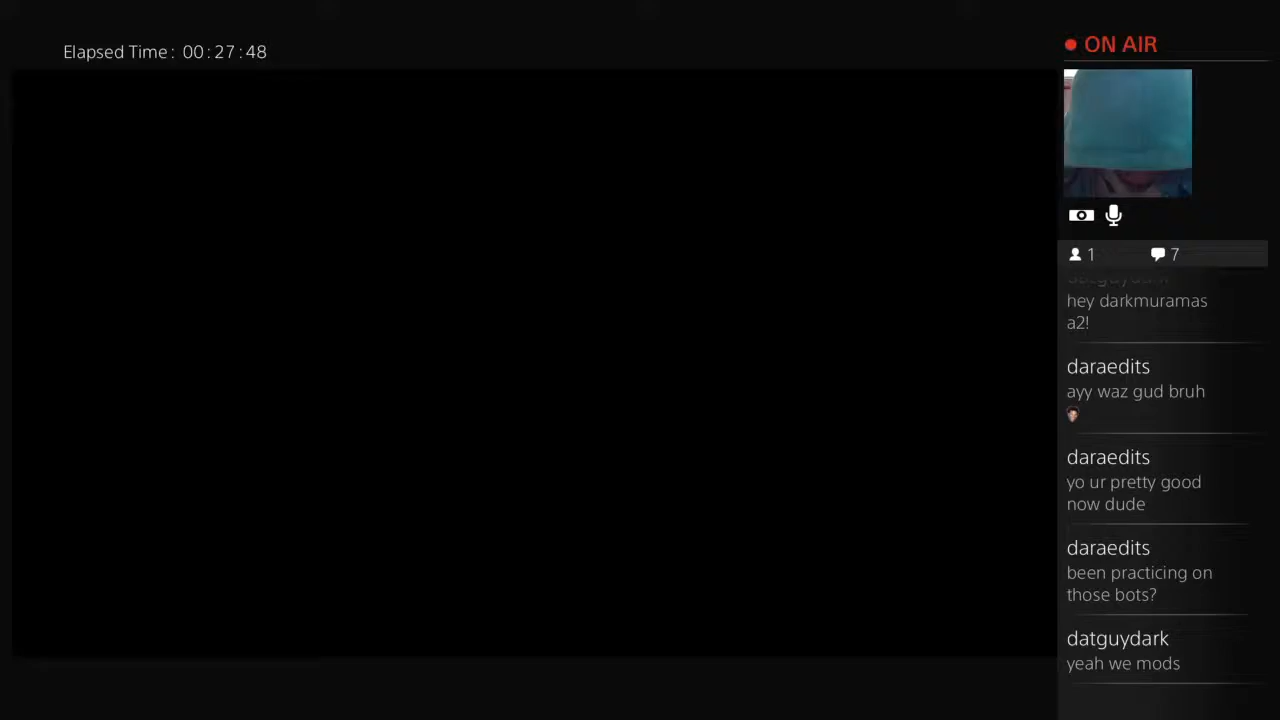 Elapsed Time: 00:27:48
ON AIR
1 7
hey darkmuramas
a2!
daraedits
ayy waz gud bruh
daraedits
yo ur pretty good
now dude
daraedits
been practicing on
those bots?
datguydark
yeah we mods